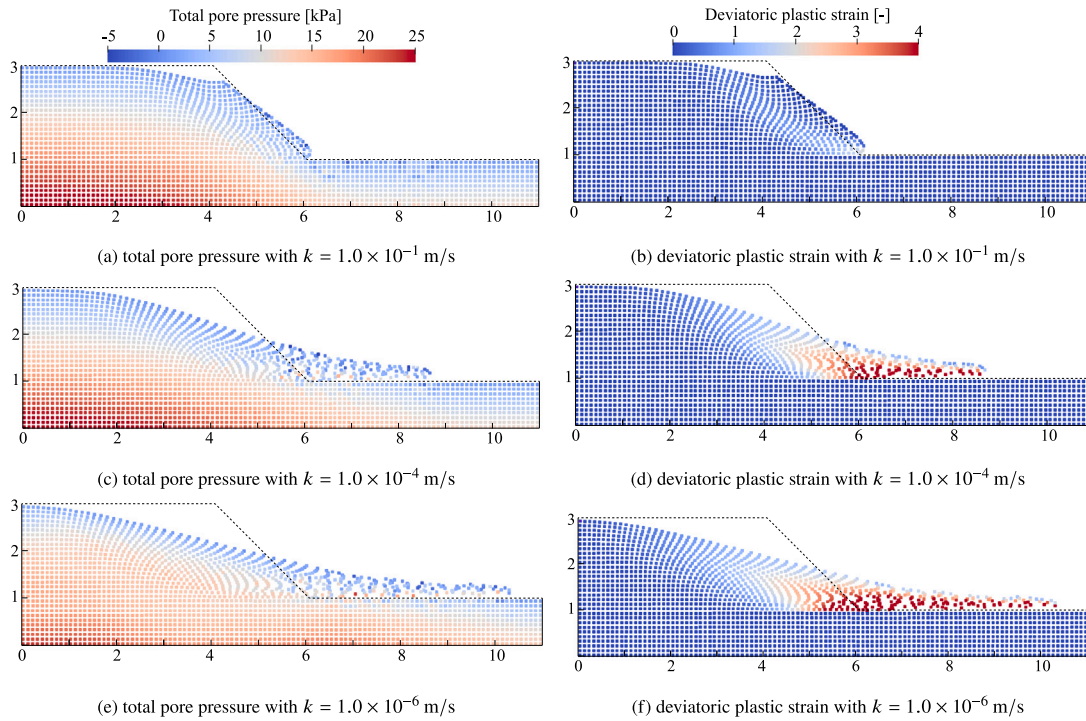 Total pore pressure [kPa]
-5 0 5 10 15 20 25
Deviatoric plastic strain [-]
0 1 2 3 4
3
2
1
0 2 4 6 8 10
3
2
1
0 2 4 6 8 10
(a) total pore pressure with k = 1.0 × 10⁻¹ m/s
(b) deviatoric plastic strain with k = 1.0 × 10⁻¹ m/s
3
2
1
0 2 4 6 8 10
3
2
1
0 2 4 6 8 10
(c) total pore pressure with k = 1.0 × 10⁻⁴ m/s
(d) deviatoric plastic strain with k = 1.0 × 10⁻⁴ m/s
3
2
1
0 2 4 6 8 10
3
2
1
0 2 4 6 8 10
(e) total pore pressure with k = 1.0 × 10⁻⁶ m/s
(f) deviatoric plastic strain with k = 1.0 × 10⁻⁶ m/s